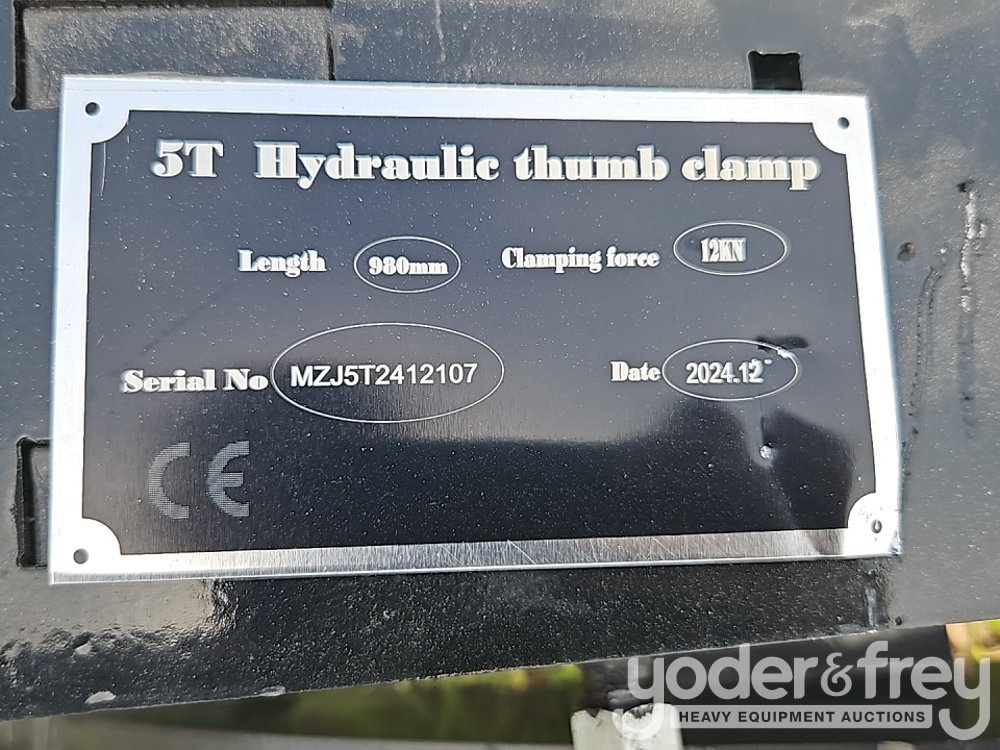 5T Hydraulic thumb clamp
Length 980mm Clamping force 12KN
Serial No MZJ5T2412107 Date 2024.12
CE
yoder&frey
HEAVY EQUIPMENT AUCTIONS